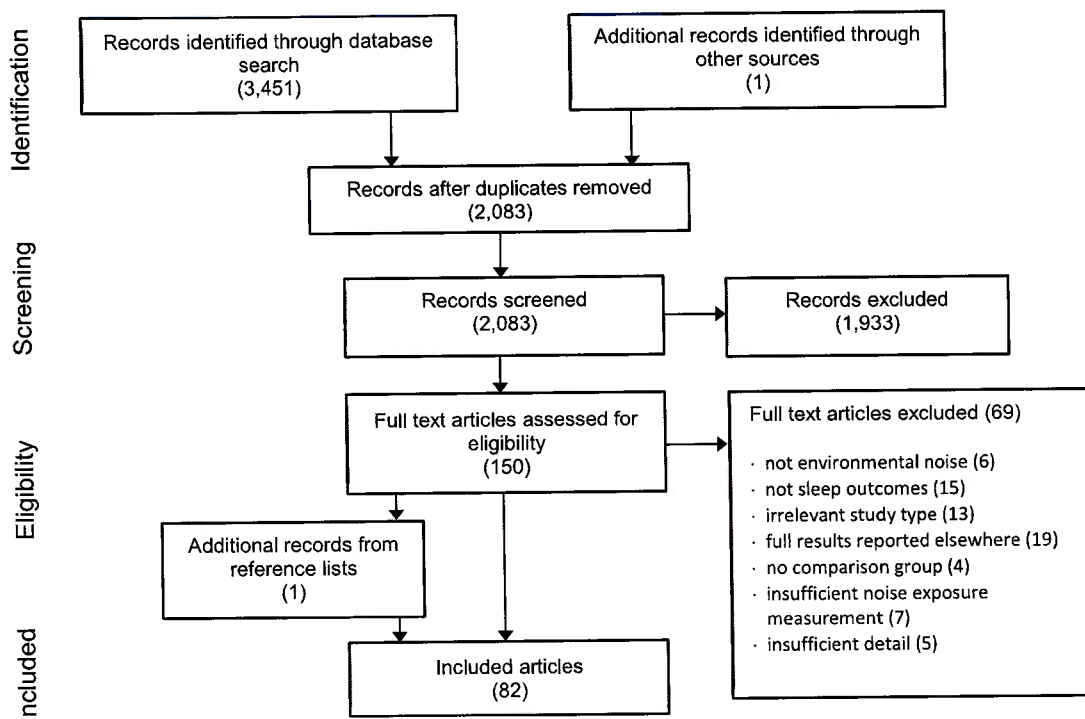 Identification
Records identified through database
search
(3,451)
Additional records identified through
other sources
(1)
Records after duplicates removed
(2,083)
Screening
Records screened
(2,083)
Records excluded
(1,933)
Eligibility
Full text articles assessed for
eligibility
(150)
Full text articles excluded (69)
· not environmental noise (6)
· not sleep outcomes (15)
· irrelevant study type (13)
· full results reported elsewhere (19)
· no comparison group (4)
· insufficient noise exposure
measurement (7)
· insufficient detail (5)
Additional records from
reference lists
(1)
ncluded
Included articles
(82)